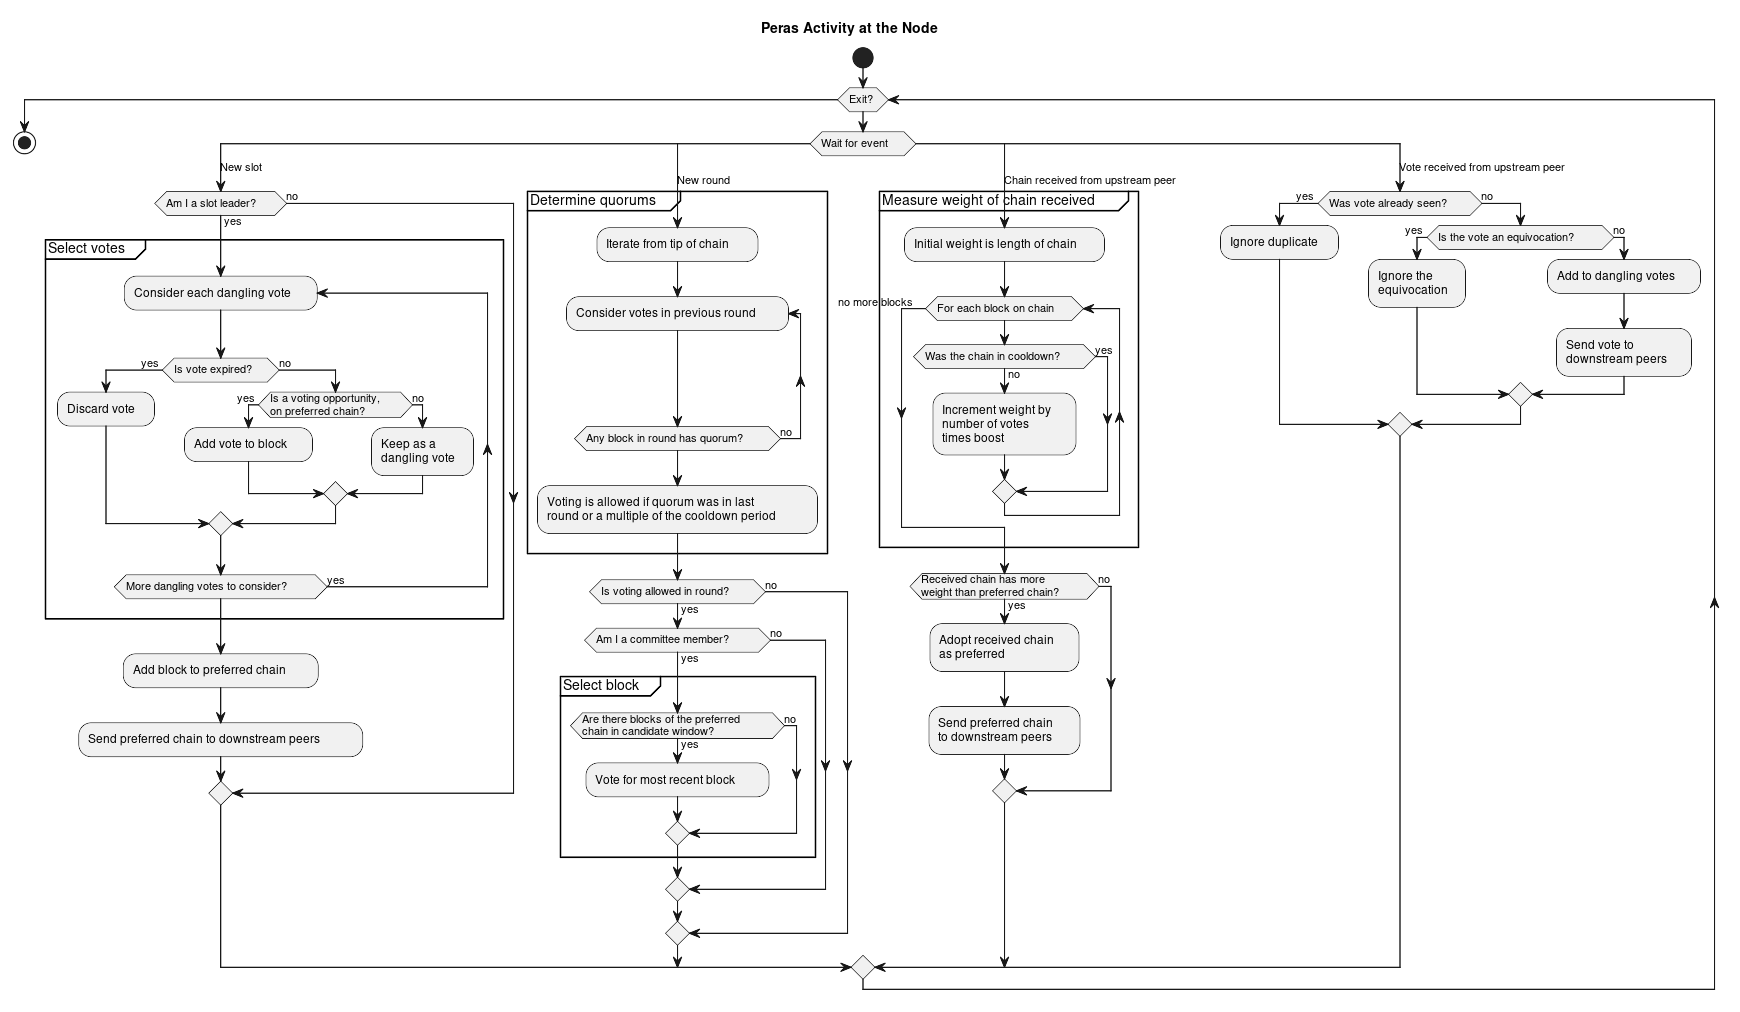 Peras Activity at the Node
Exit?
Wait for event
New slot
Am I a slot leader?
no
yes
Select votes
Consider each dangling vote
Is vote expired?
yes
no
Discard vote
Is a voting opportunity,
on preferred chain?
yes
no
Add vote to block
Keep as a
dangling vote
More dangling votes to consider?
yes
Add block to preferred chain
Send preferred chain to downstream peers
New round
Determine quorums
Iterate from tip of chain
Consider votes in previous round
Any block in round has quorum?
no
Voting is allowed if quorum was in last
round or a multiple of the cooldown period
Is voting allowed in round?
no
yes
Am I a committee member?
no
yes
Select block
Are there blocks of the preferred
chain in candidate window?
no
yes
Vote for most recent block
Chain received from upstream peer
Measure weight of chain received
Initial weight is length of chain
no more blocks
For each block on chain
Was the chain in cooldown?
yes
no
Increment weight by
number of votes
times boost
Received chain has more
weight than preferred chain?
no
yes
Adopt received chain
as preferred
Send preferred chain
to downstream peers
Vote received from upstream peer
Was vote already seen?
yes
no
Ignore duplicate
Is the vote an equivocation?
yes
no
Ignore the
equivocation
Add to dangling votes
Send vote to
downstream peers